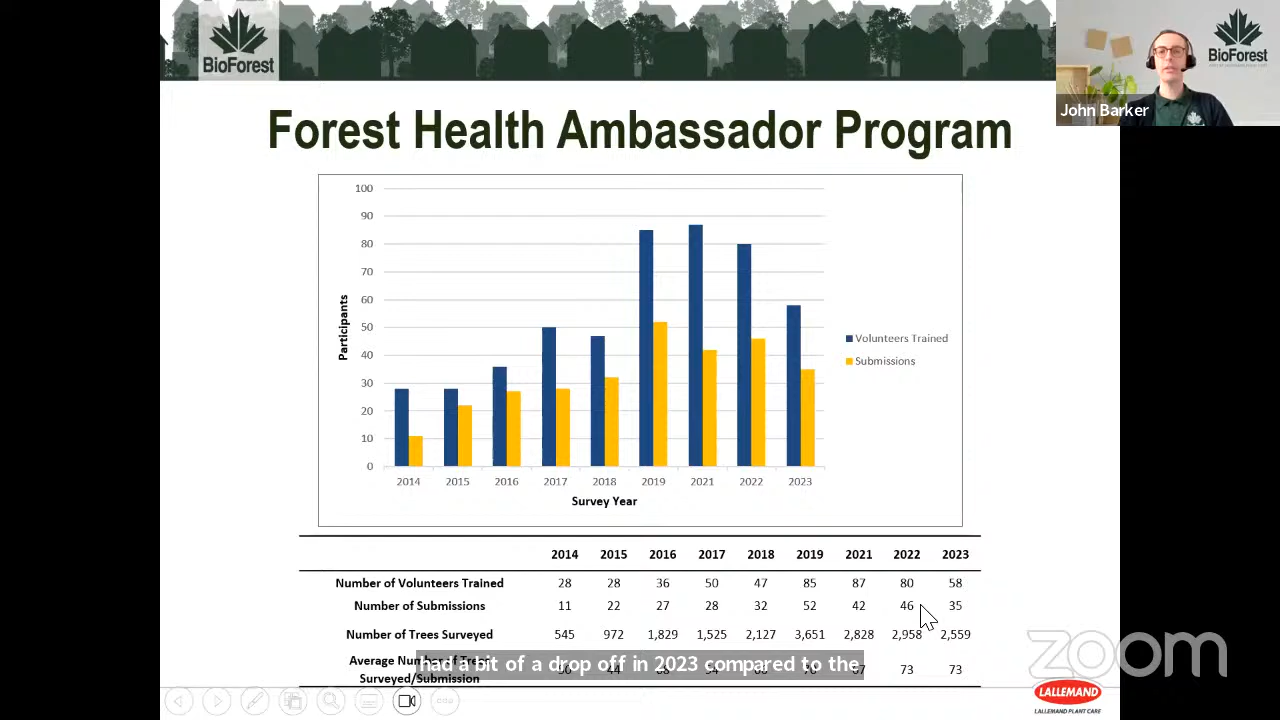 BioForest
BioForest
John Barker
Forest Health Ambassador Program
100
90
80
70
60
50
40
30
20
10
0
Participants
2014 2015 2016 2017 2018 2019 2021 2022 2023
Survey Year
Volunteers Trained
Submissions
2014 2015 2016 2017 2018 2019 2021 2022 2023
Number of Volunteers Trained 28 28 36 50 47 85 87 80 58
Number of Submissions 11 22 27 28 32 52 42 46 35
Number of Trees Surveyed 545 972 1,829 1,525 2,127 3,651 2,828 2,958 2,559
Average Number of 73 73
Surveyed/Submission
had a bit of a drop off in 2023 compared to the
zoom
LALLEMAND
LALLEMAND PLANT CARE